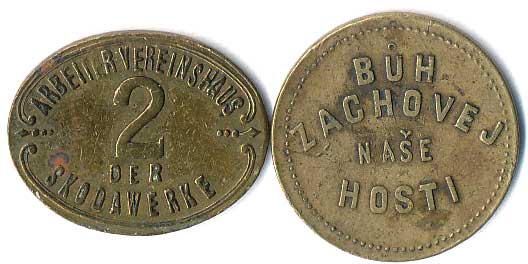 ARBEITERVEREINSHAUS
2
DER
SKODAWERKE
BŮH
ZACHOVEJ
NAŠE
HOSTI